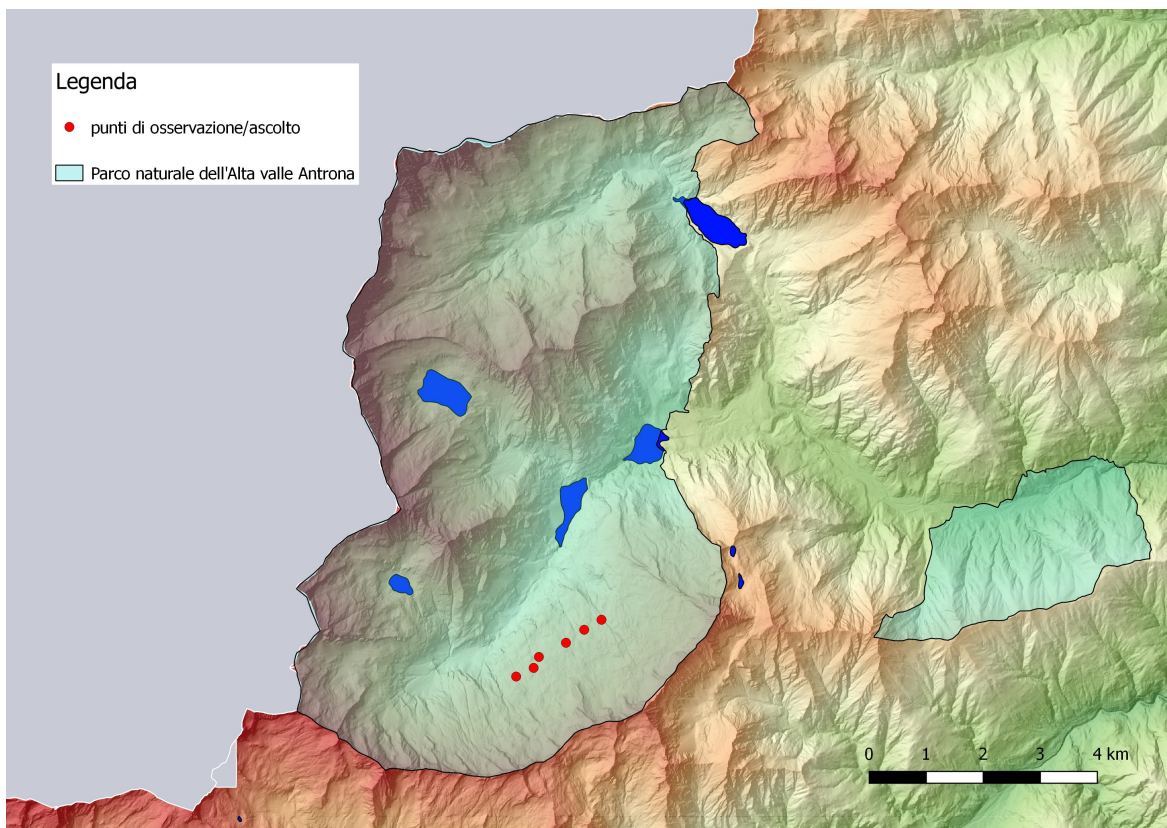 Legenda
punti di osservazione/ascolto
Parco naturale dell'Alta valle Antrona
0 1 2 3 4 km